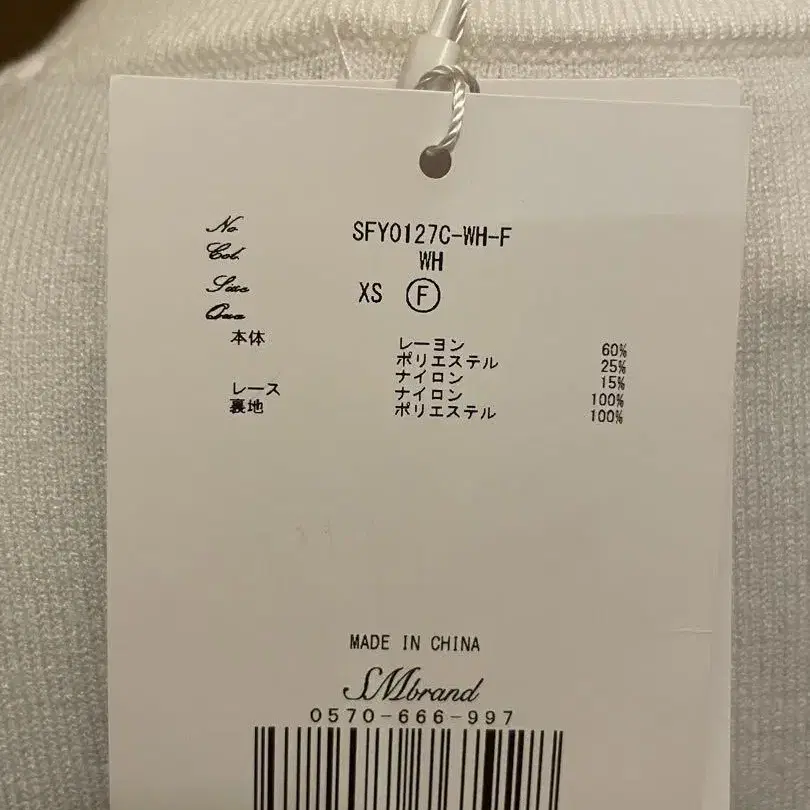 No SFY0127C-WH-F
Col. WH
Size XS Ⓕ
Qua
本体 レーヨン 60%
ポリエステル 25%
ナイロン 15%
レース ナイロン 100%
裏地 ポリエステル 100%
MADE IN CHINA
SMbrand
0570-666-997